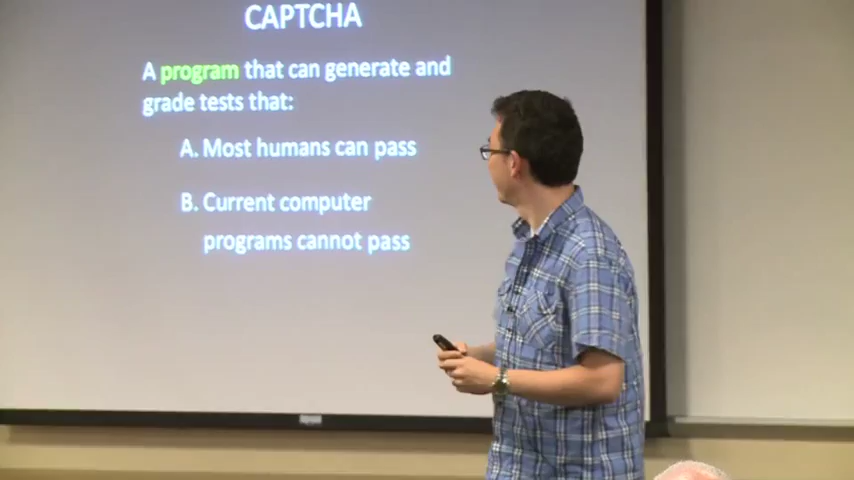 CAPTCHA
A program that can generate and
grade tests that:
A. Most humans can pass
B. Current computer
programs cannot pass